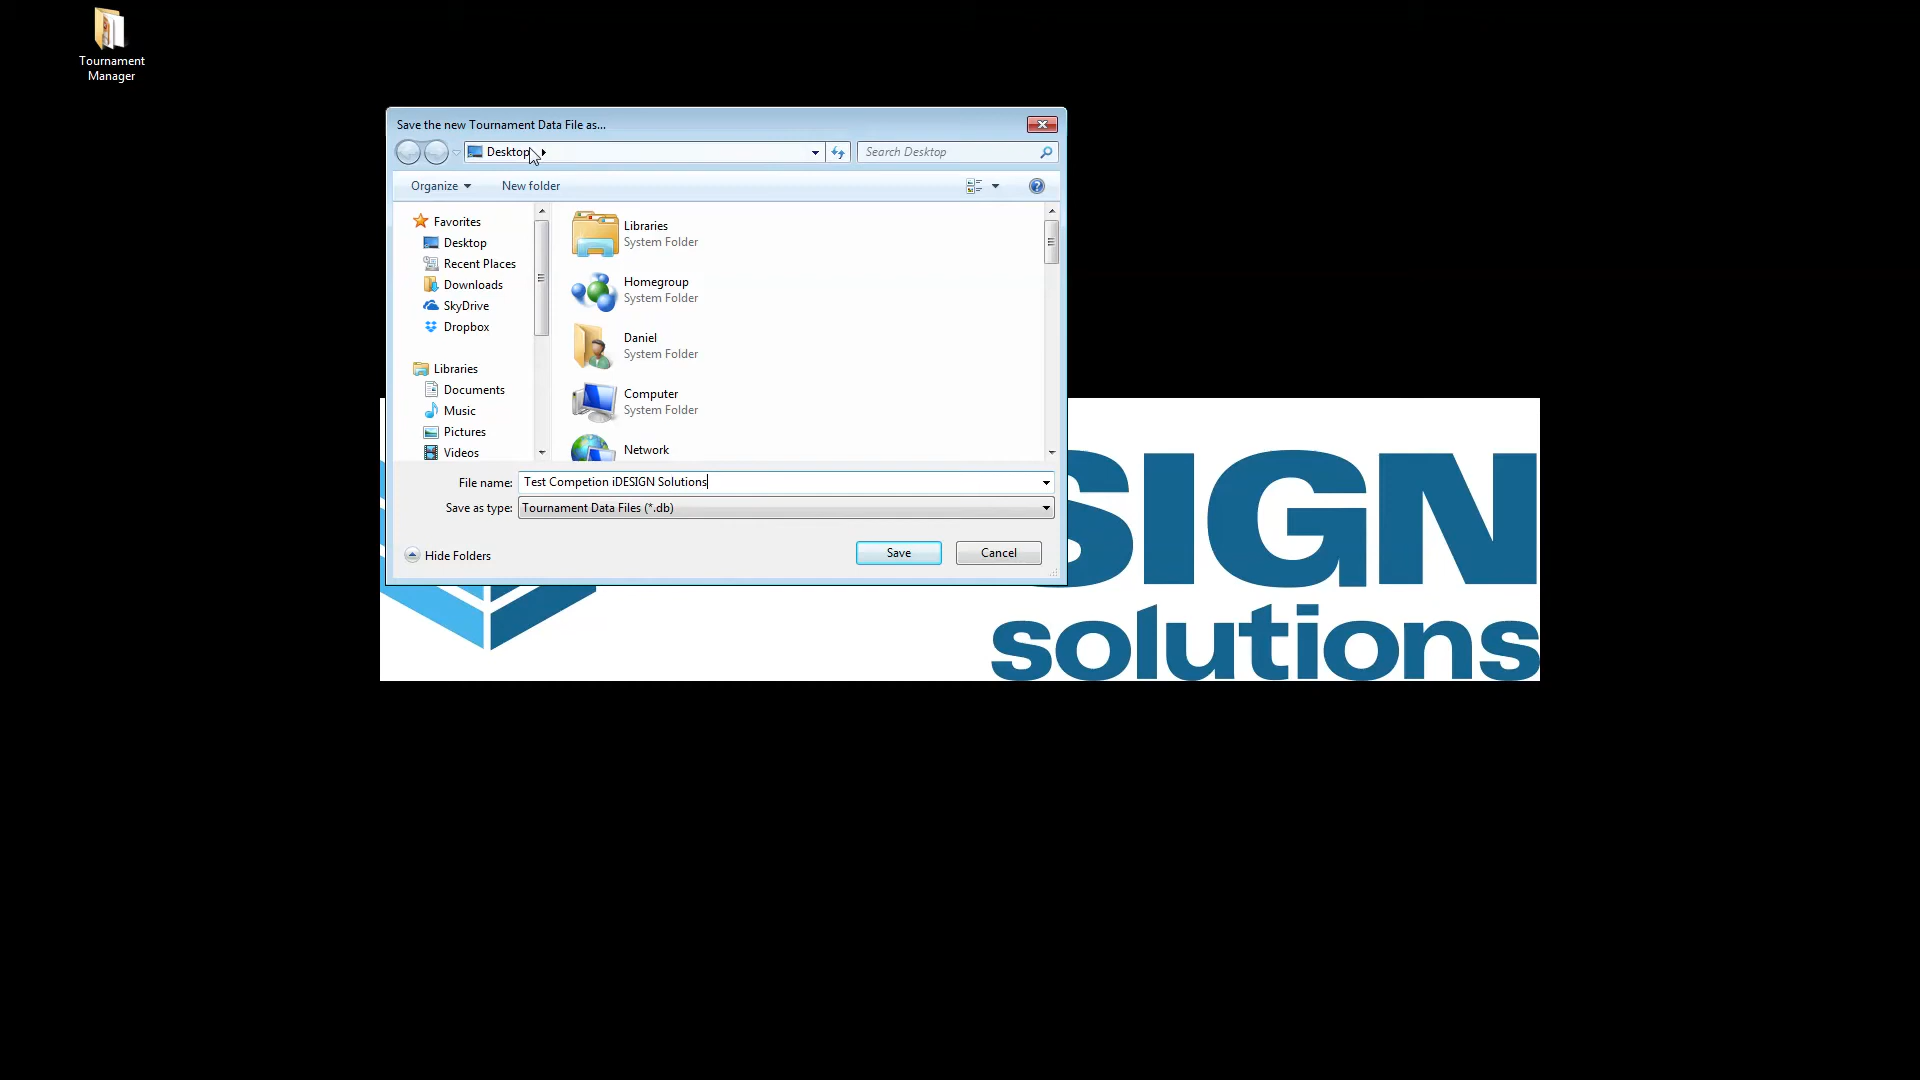 Tournament
Manager
Save the new Tournament Data File as...
Desktop
Search Desktop
Organize
New folder
Favorites
Desktop
Recent Places
Downloads
SkyDrive
Dropbox
Libraries
Documents
Music
Pictures
Videos
Libraries
System Folder
Homegroup
System Folder
Daniel
System Folder
Computer
System Folder
Network
File name: Test Competion iDESIGN Solutions
Save as type: Tournament Data Files (*.db)
Hide Folders
Save
Cancel
SIGN
solutions